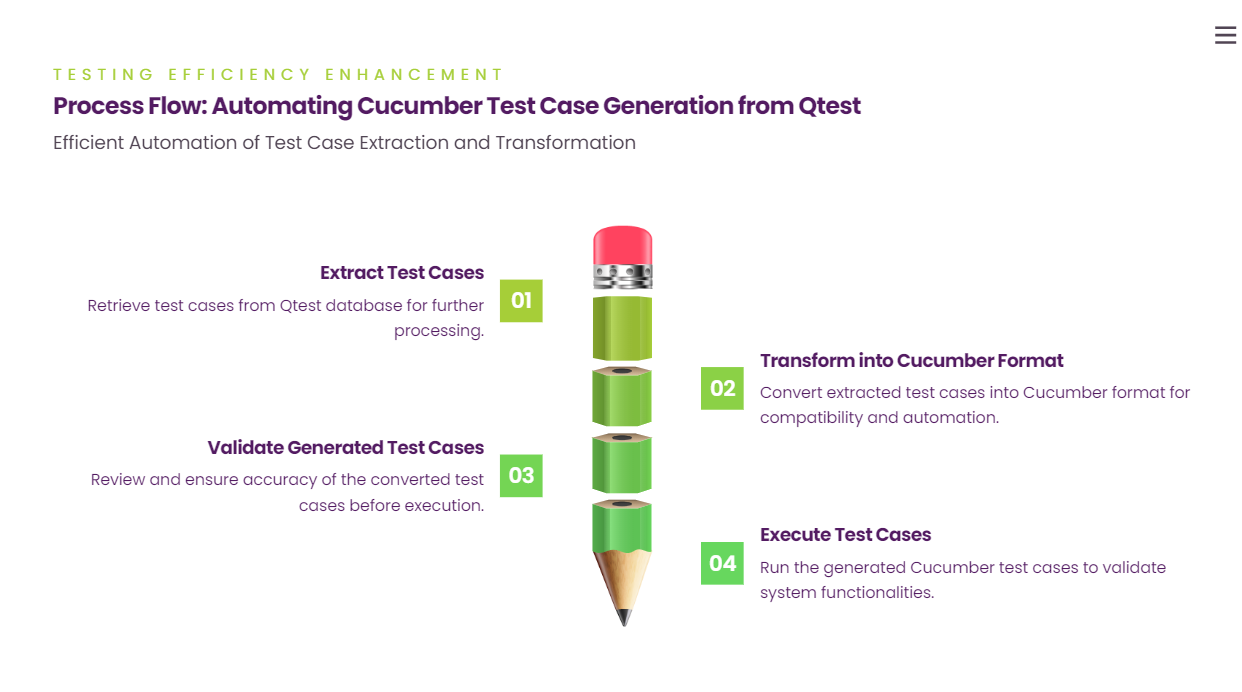 TESTING EFFICIENCY ENHANCEMENT
Process Flow: Automating Cucumber Test Case Generation from Qtest
Efficient Automation of Test Case Extraction and Transformation
Extract Test Cases
Retrieve test cases from Qtest database for further
processing.
01
Transform into Cucumber Format
02
Convert extracted test cases into Cucumber format for
compatibility and automation.
Validate Generated Test Cases
Review and ensure accuracy of the converted test
cases before execution.
03
Execute Test Cases
04
Run the generated Cucumber test cases to validate
system functionalities.